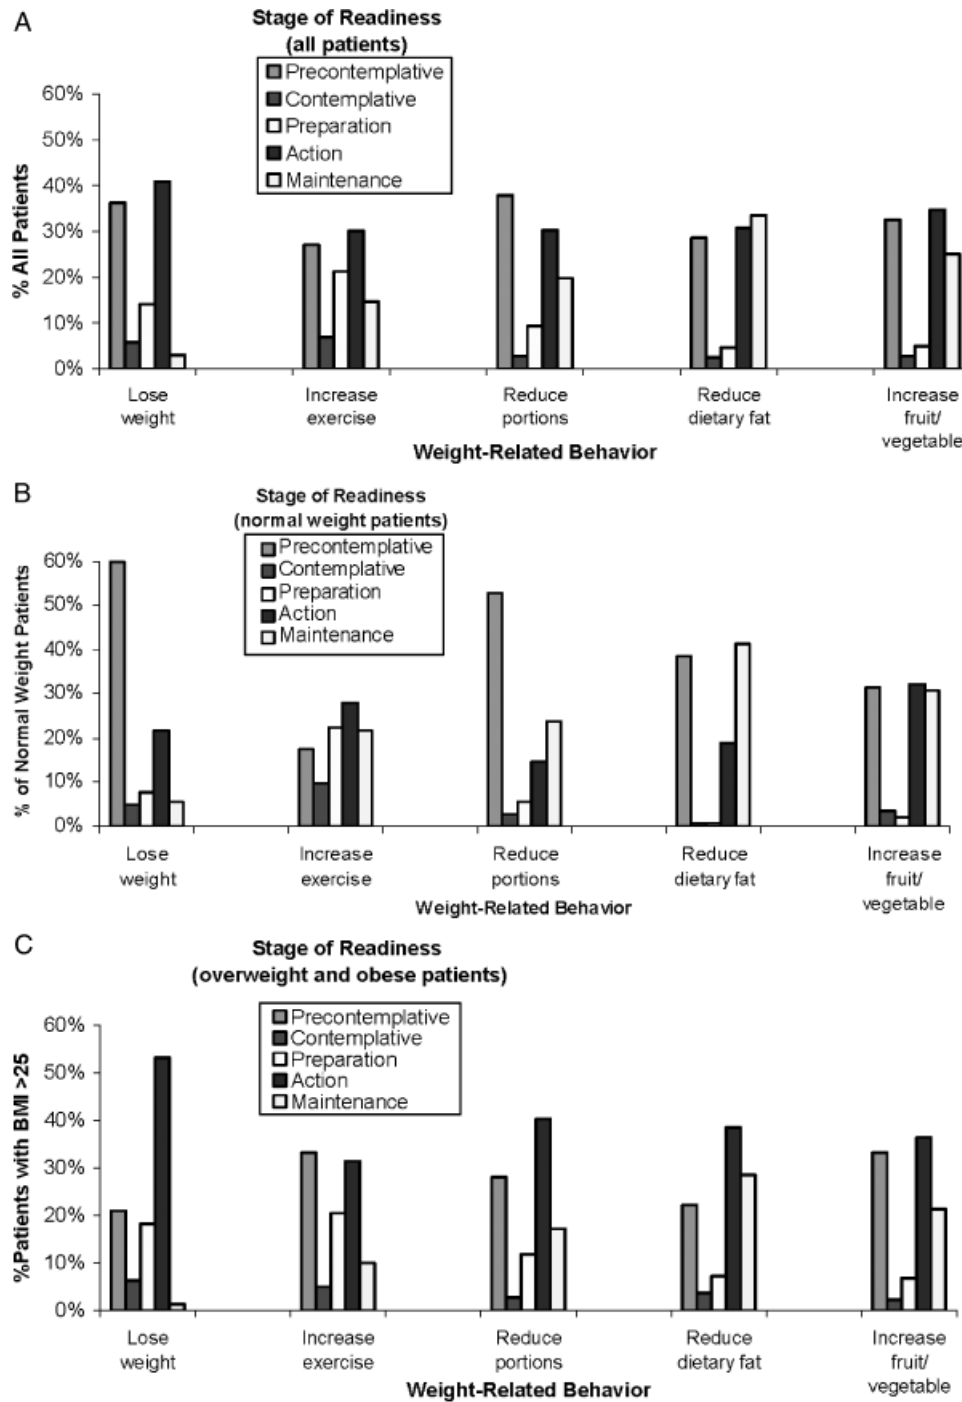 A
Stage of Readiness
(all patients)
Precontemplative
Contemplative
Preparation
Action
Maintenance
% All Patients
60%
50%
40%
30%
20%
10%
0%
Lose weight
Increase exercise
Reduce portions
Reduce dietary fat
Increase fruit/ vegetable
Weight-Related Behavior
B
Stage of Readiness
(normal weight patients)
Precontemplative
Contemplative
Preparation
Action
Maintenance
% of Normal Weight Patients
60%
50%
40%
30%
20%
10%
0%
Lose weight
Increase exercise
Reduce portions
Reduce dietary fat
Increase fruit/ vegetable
Weight-Related Behavior
C
Stage of Readiness
(overweight and obese patients)
Precontemplative
Contemplative
Preparation
Action
Maintenance
%Patients with BMI >25
60%
50%
40%
30%
20%
10%
0%
Lose weight
Increase exercise
Reduce portions
Reduce dietary fat
Increase fruit/ vegetable
Weight-Related Behavior